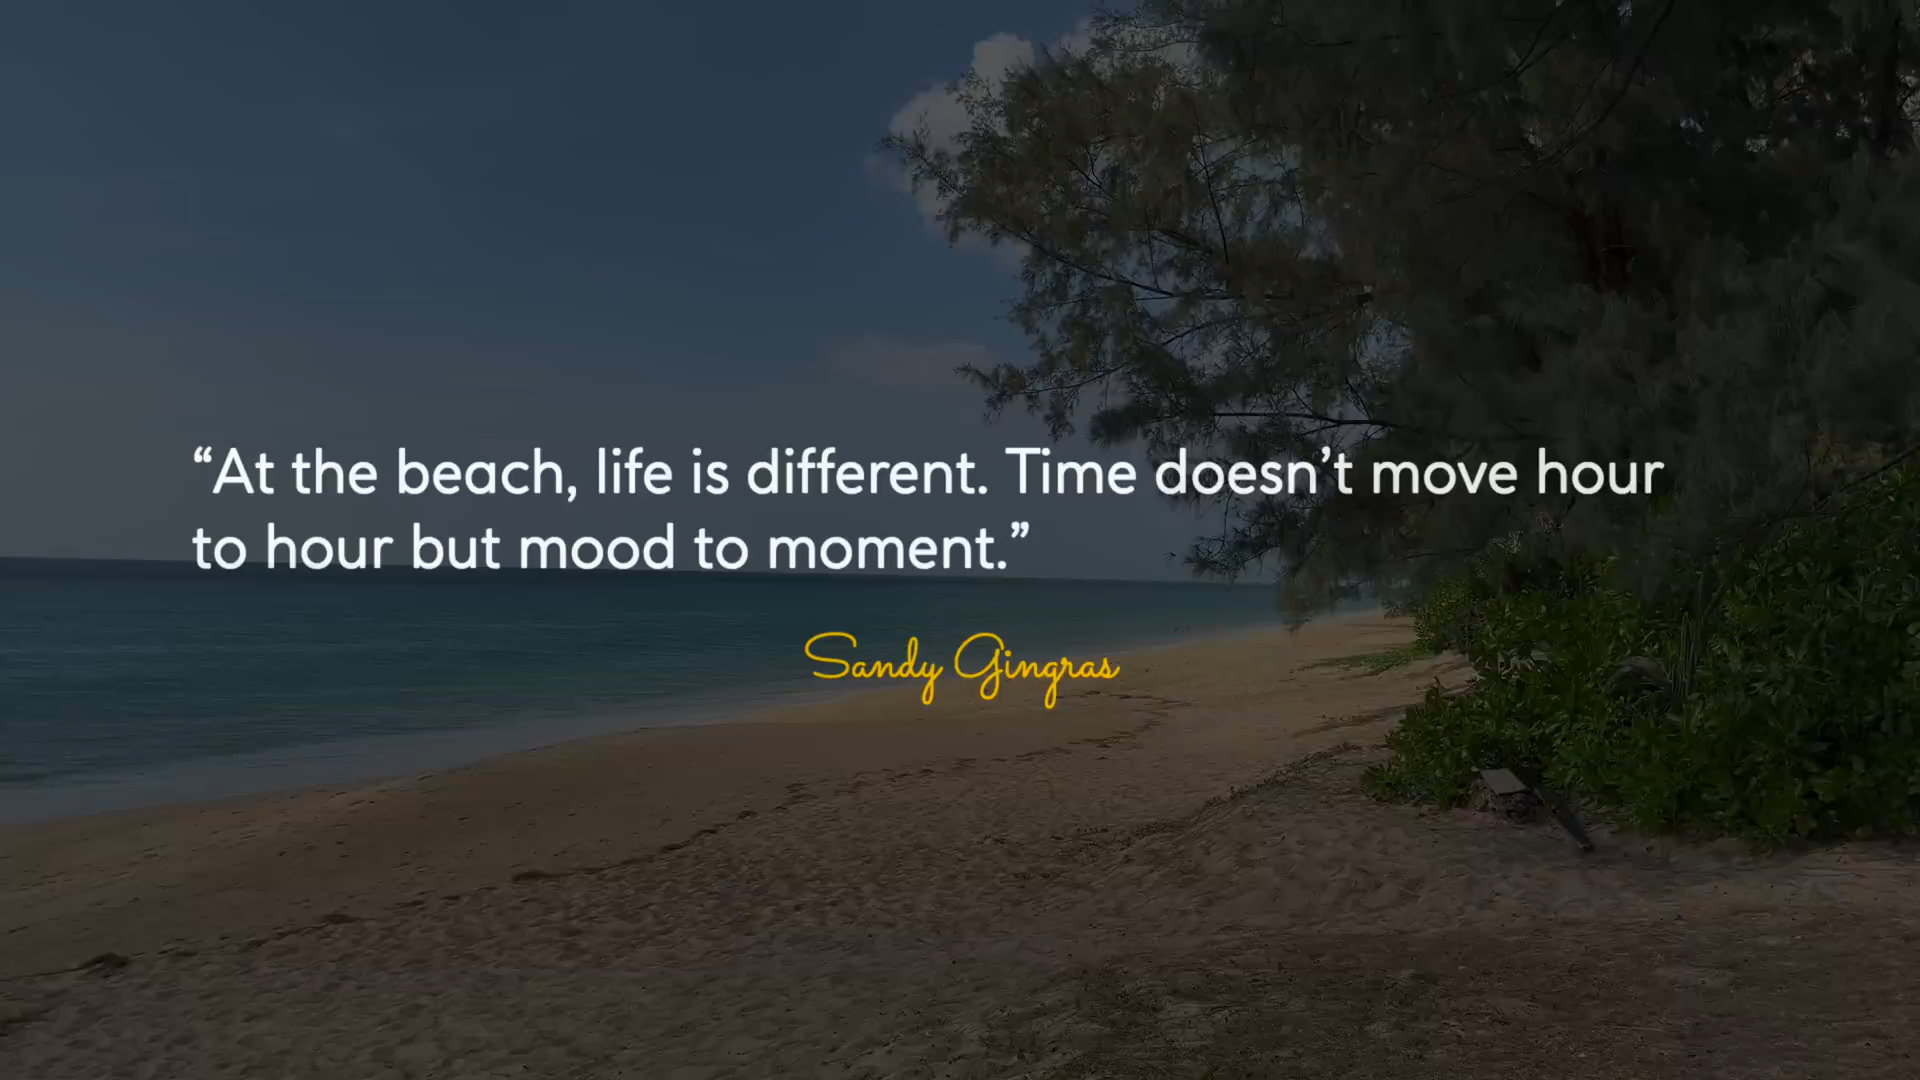 “At the beach, life is different. Time doesn’t move hour
to hour but mood to moment.”
Sandy Gingras